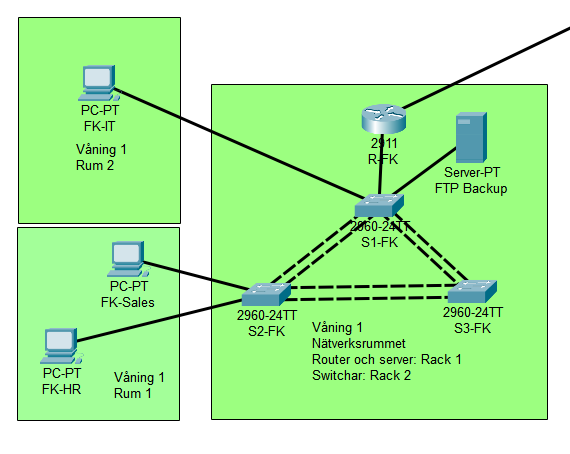 PC-PT
FK-IT
Våning 1
Rum 2
2911
R-FK
Server-PT
FTP Backup
2960-24TT
S1-FK
PC-PT
FK-Sales
PC-PT
FK-HR
Våning 1
Rum 1
2960-24TT
S2-FK
2960-24TT
S3-FK
Våning 1
Nätverksrummet
Router och server: Rack 1
Switchar: Rack 2